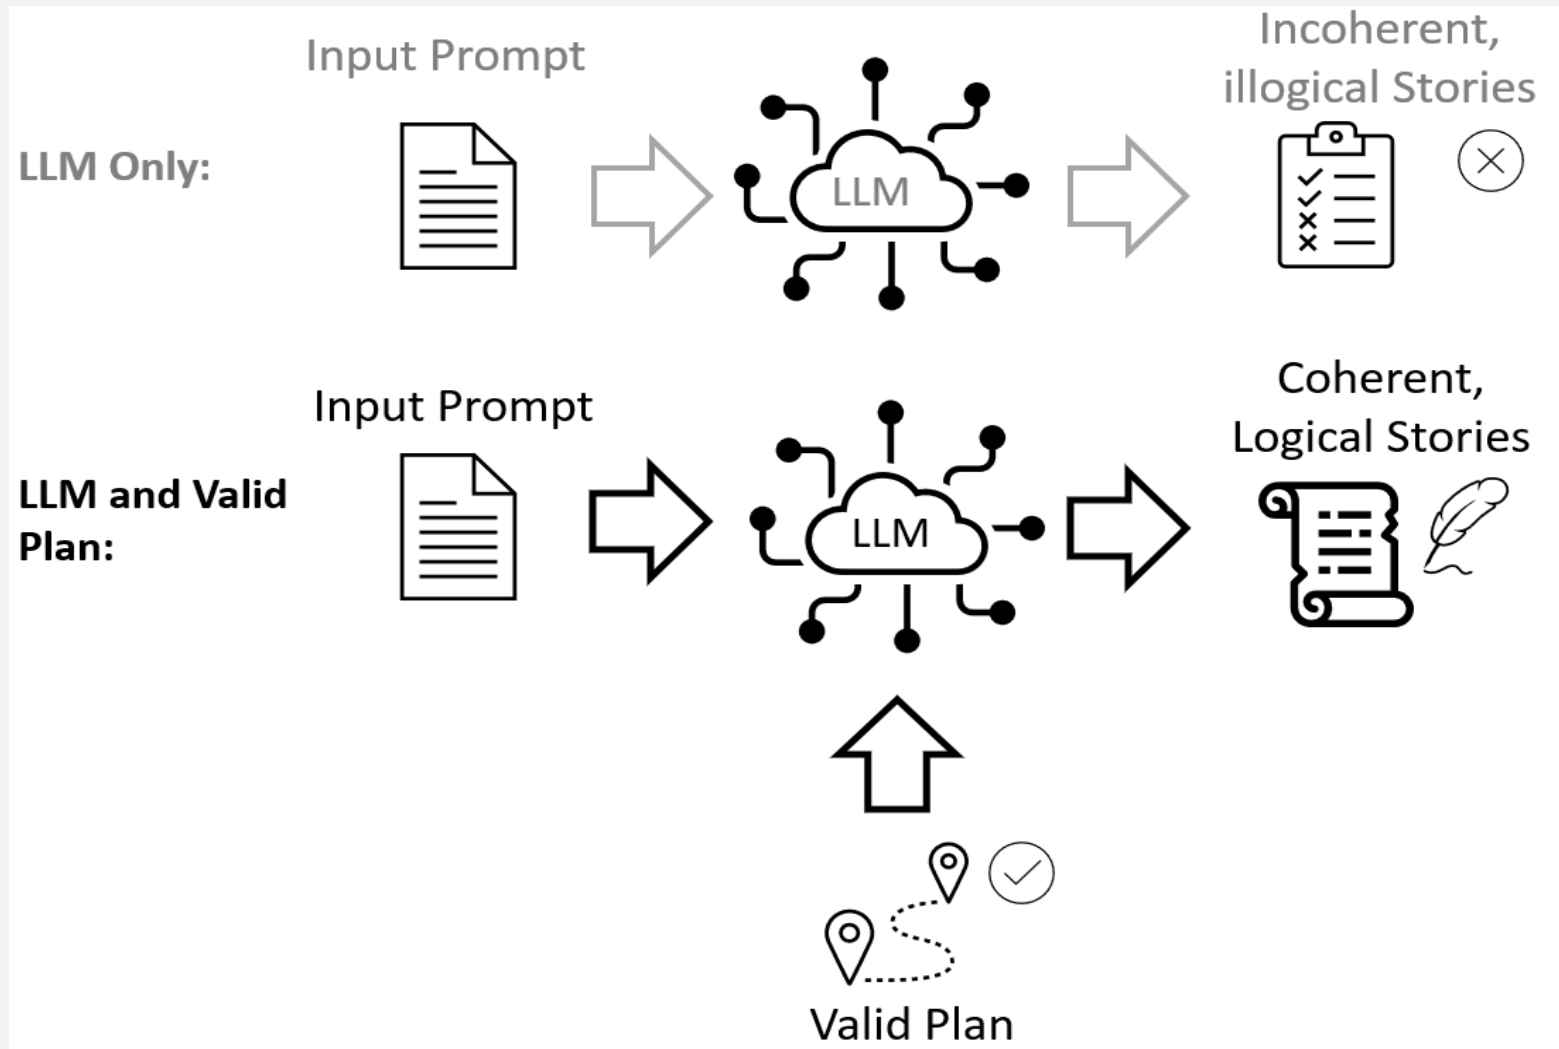 Input Prompt
Incoherent,
illogical Stories
LLM Only:
LLM
Input Prompt
Coherent,
Logical Stories
LLM and Valid
Plan:
LLM
Valid Plan